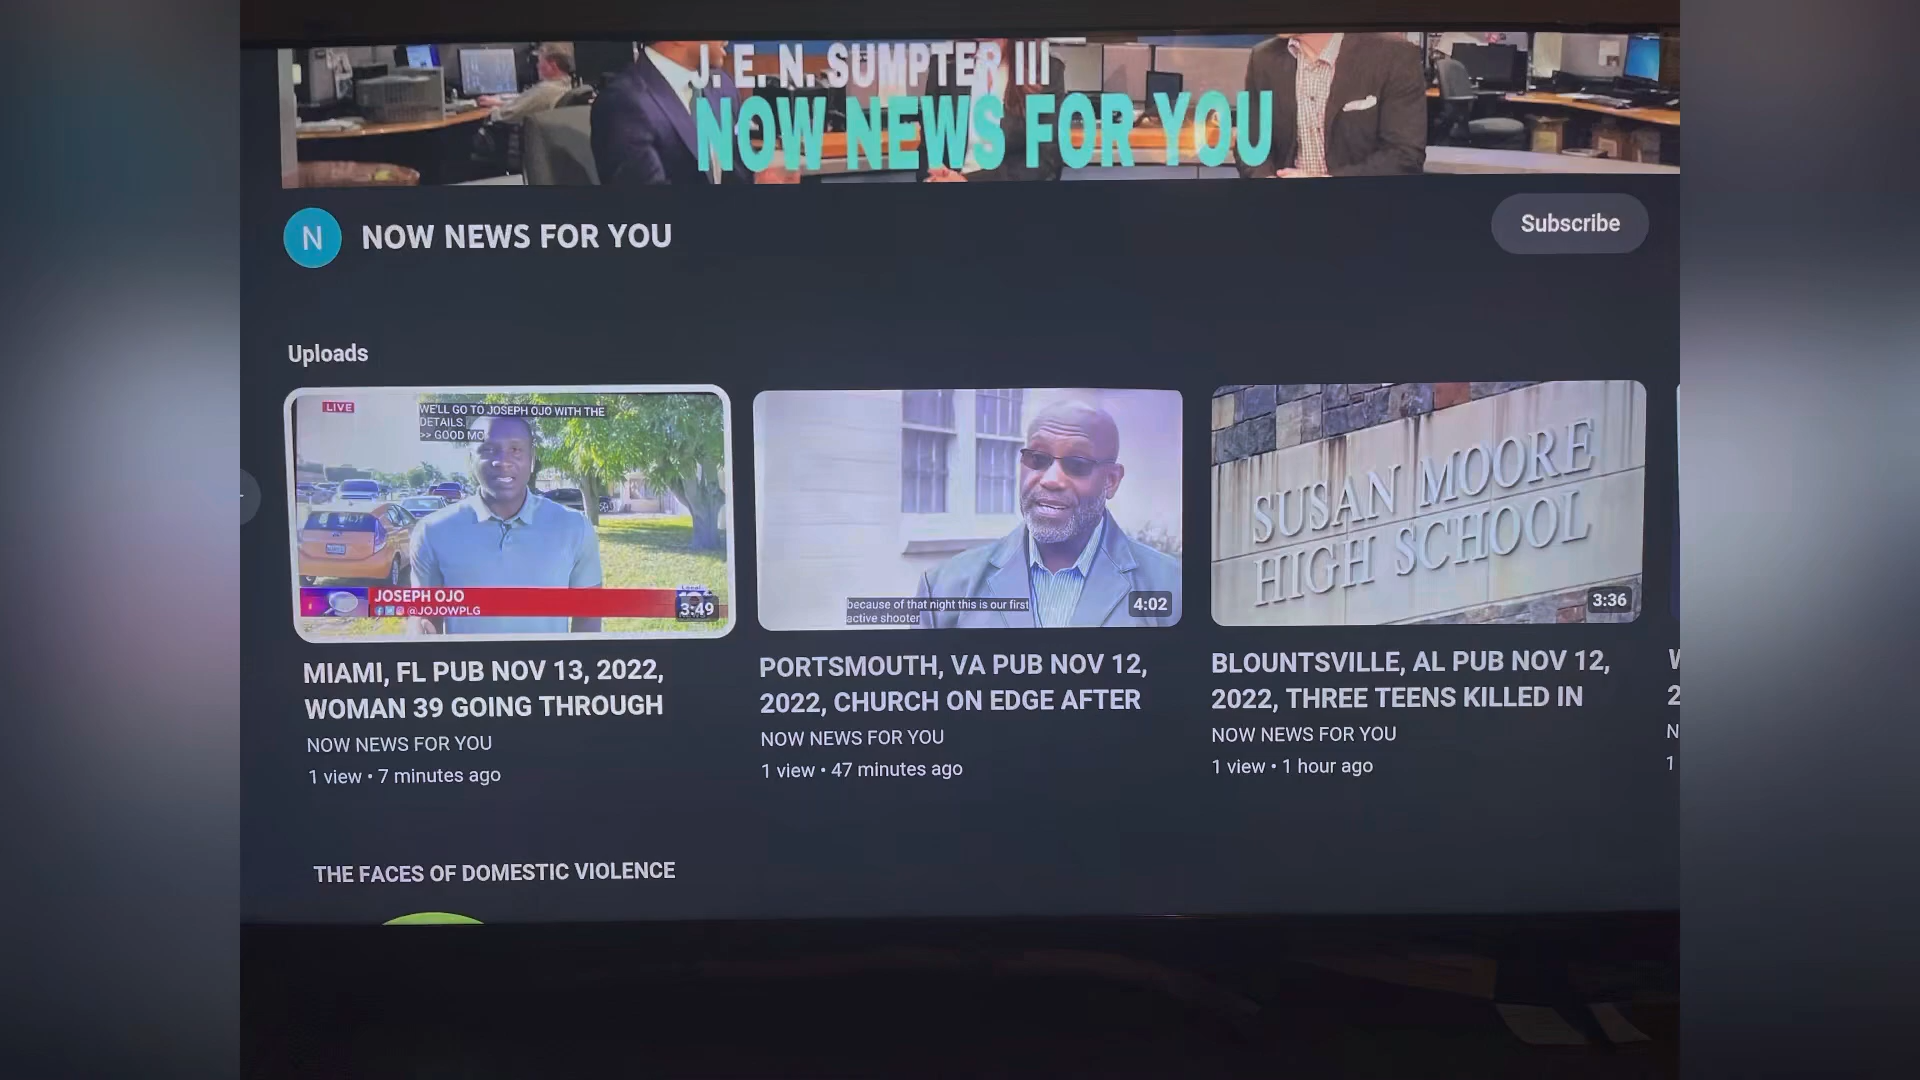 J. E. N. SUMPTER III
NOW NEWS FOR YOU
N
NOW NEWS FOR YOU
Subscribe
Uploads
LIVE
WE'LL GO TO JOSEPH OJO WITH THE
DETAILS.
>> GOOD MO
JOSEPH OJO
@JOJOWPLG
3:49
MIAMI, FL PUB NOV 13, 2022,
WOMAN 39 GOING THROUGH
NOW NEWS FOR YOU
1 view • 7 minutes ago
because of that night this is our first
active shooter
4:02
PORTSMOUTH, VA PUB NOV 12,
2022, CHURCH ON EDGE AFTER
NOW NEWS FOR YOU
1 view • 47 minutes ago
SUSAN MOORE
HIGH SCHOOL
3:36
BLOUNTSVILLE, AL PUB NOV 12,
2022, THREE TEENS KILLED IN
NOW NEWS FOR YOU
1 view • 1 hour ago
2
N
1
THE FACES OF DOMESTIC VIOLENCE